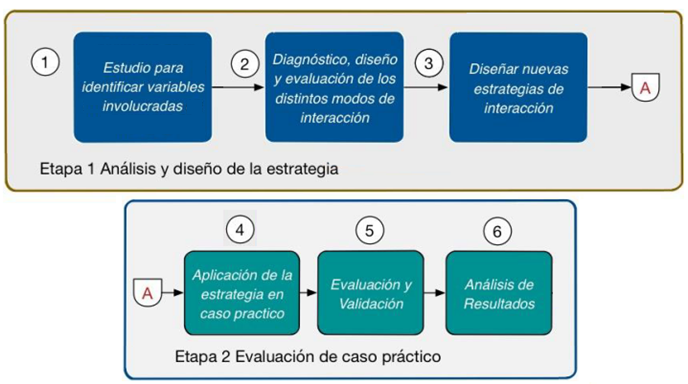 1
Estudio para
identificar variables
involucradas
2
Diagnóstico, diseño
y evaluación de los
distintos modos de
interacción
3
Diseñar nuevas
estrategias de
interacción
A
Etapa 1 Análisis y diseño de la estrategia
A
4
Aplicación de la
estrategia en
caso practico
5
Evaluación y
Validación
6
Análisis de
Resultados
Etapa 2 Evaluación de caso práctico